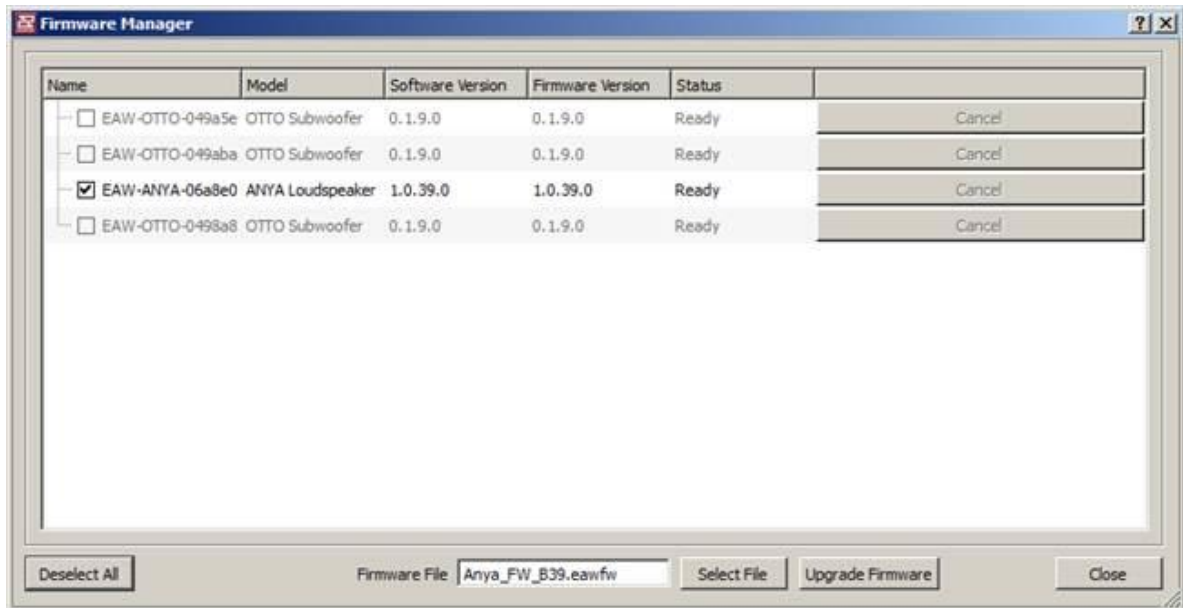 Firmware Manager
Name Model Software Version Firmware Version Status
EAW-OTTO-049a5e OTTO Subwoofer 0.1.9.0 0.1.9.0 Ready Cancel
EAW-OTTO-049aba OTTO Subwoofer 0.1.9.0 0.1.9.0 Ready Cancel
EAW-ANYA-06a8e0 ANYA Loudspeaker 1.0.39.0 1.0.39.0 Ready Cancel
EAW-OTTO-0498a8 OTTO Subwoofer 0.1.9.0 0.1.9.0 Ready Cancel
Deselect All Firmware File Anya_FW_B39.eawfw Select File Upgrade Firmware Close